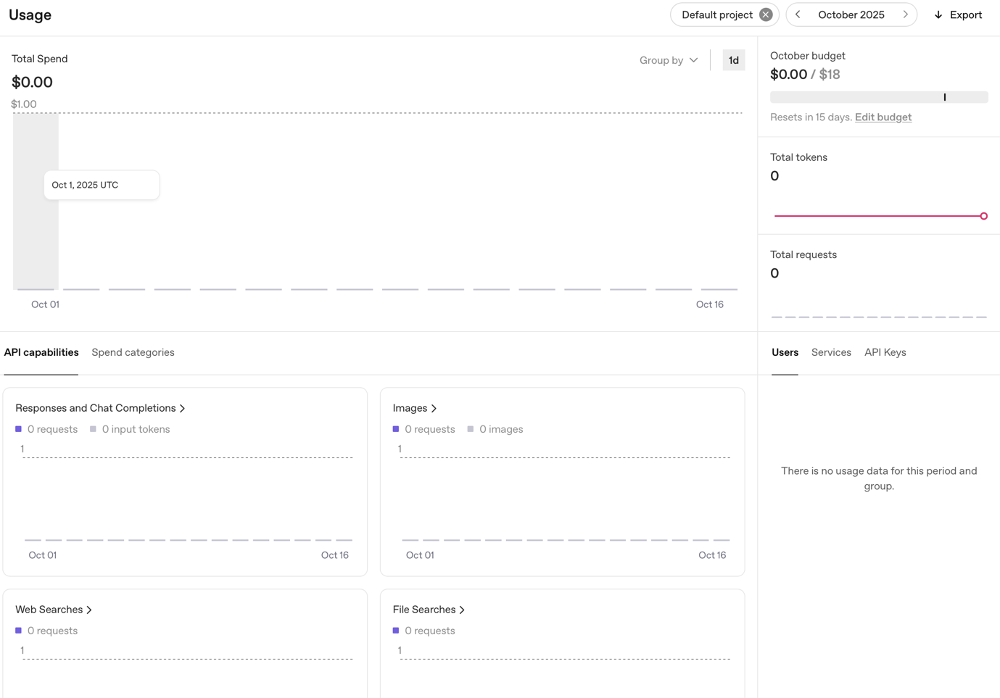 Usage
Default project
October 2025
Export
Total Spend
$0.00
Group by
1d
$1.00
Oct 1, 2025 UTC
Oct 01
Oct 16
October budget
$0.00 / $18
Resets in 15 days. Edit budget
Total tokens
0
Total requests
0
API capabilities
Spend categories
Users
Services
API Keys
Responses and Chat Completions
0 requests
0 input tokens
1
Oct 01
Oct 16
Images
0 requests
0 images
1
Oct 01
Oct 16
There is no usage data for this period and
group.
Web Searches
0 requests
1
File Searches
0 requests
1